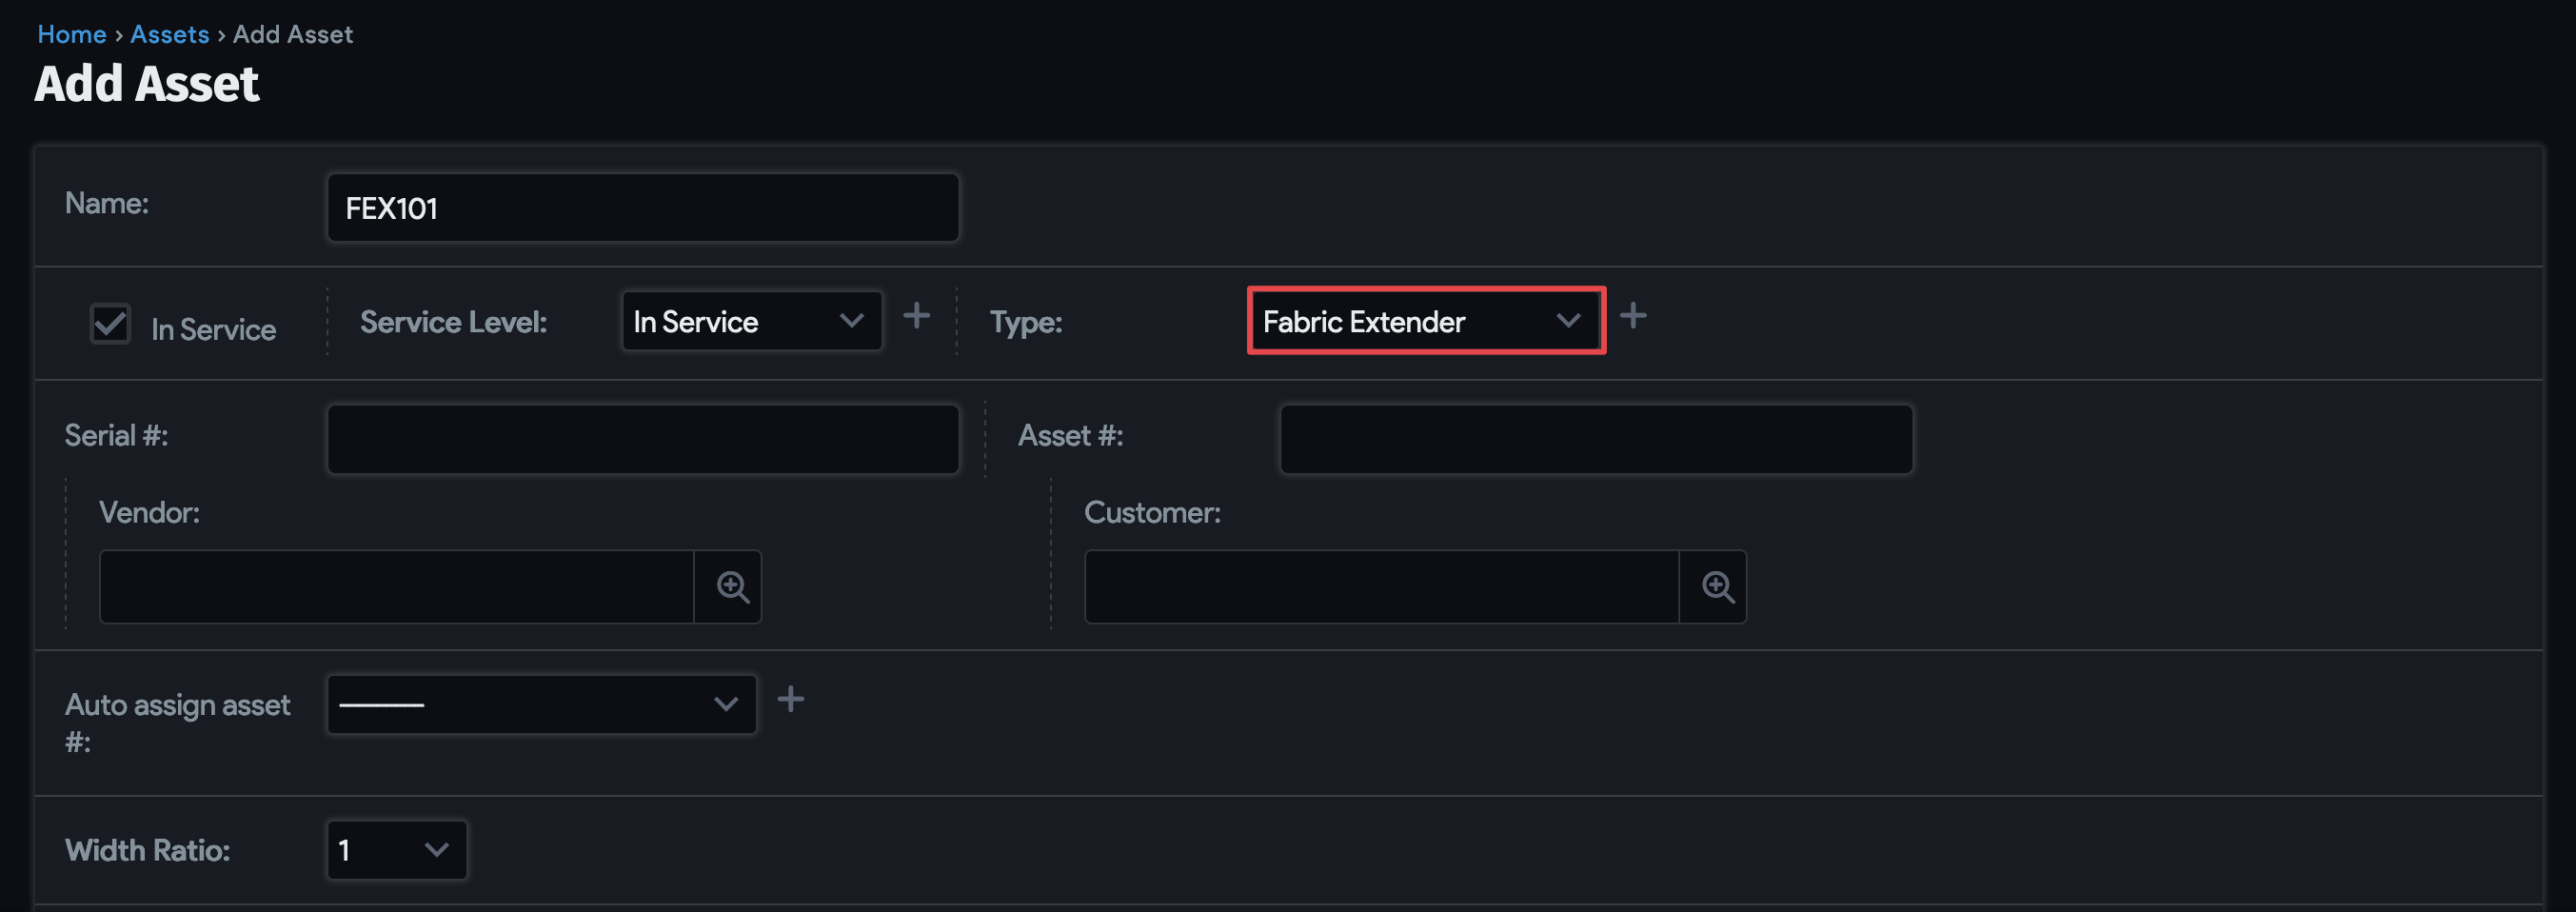 Home › Assets › Add Asset
Add Asset
Name: FEX101
In Service Service Level: In Service + Type: Fabric Extender +
Serial #: Asset #:
Vendor: Customer:
Auto assign asset #: --------- +
Width Ratio: 1